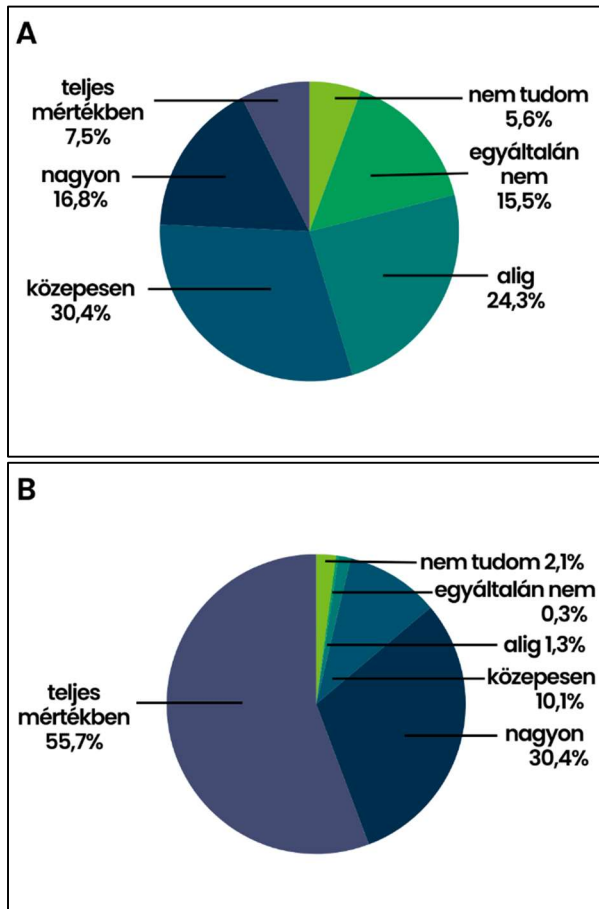 A
teljes
mértékben
7,5%
nem tudom
5,6%
egyáltalán
nem
15,5%
nagyon
16,8%
alig
24,3%
közepesen
30,4%
B
nem tudom 2,1%
egyáltalán nem
0,3%
alig 1,3%
közepesen
10,1%
teljes
mértékben
55,7%
nagyon
30,4%